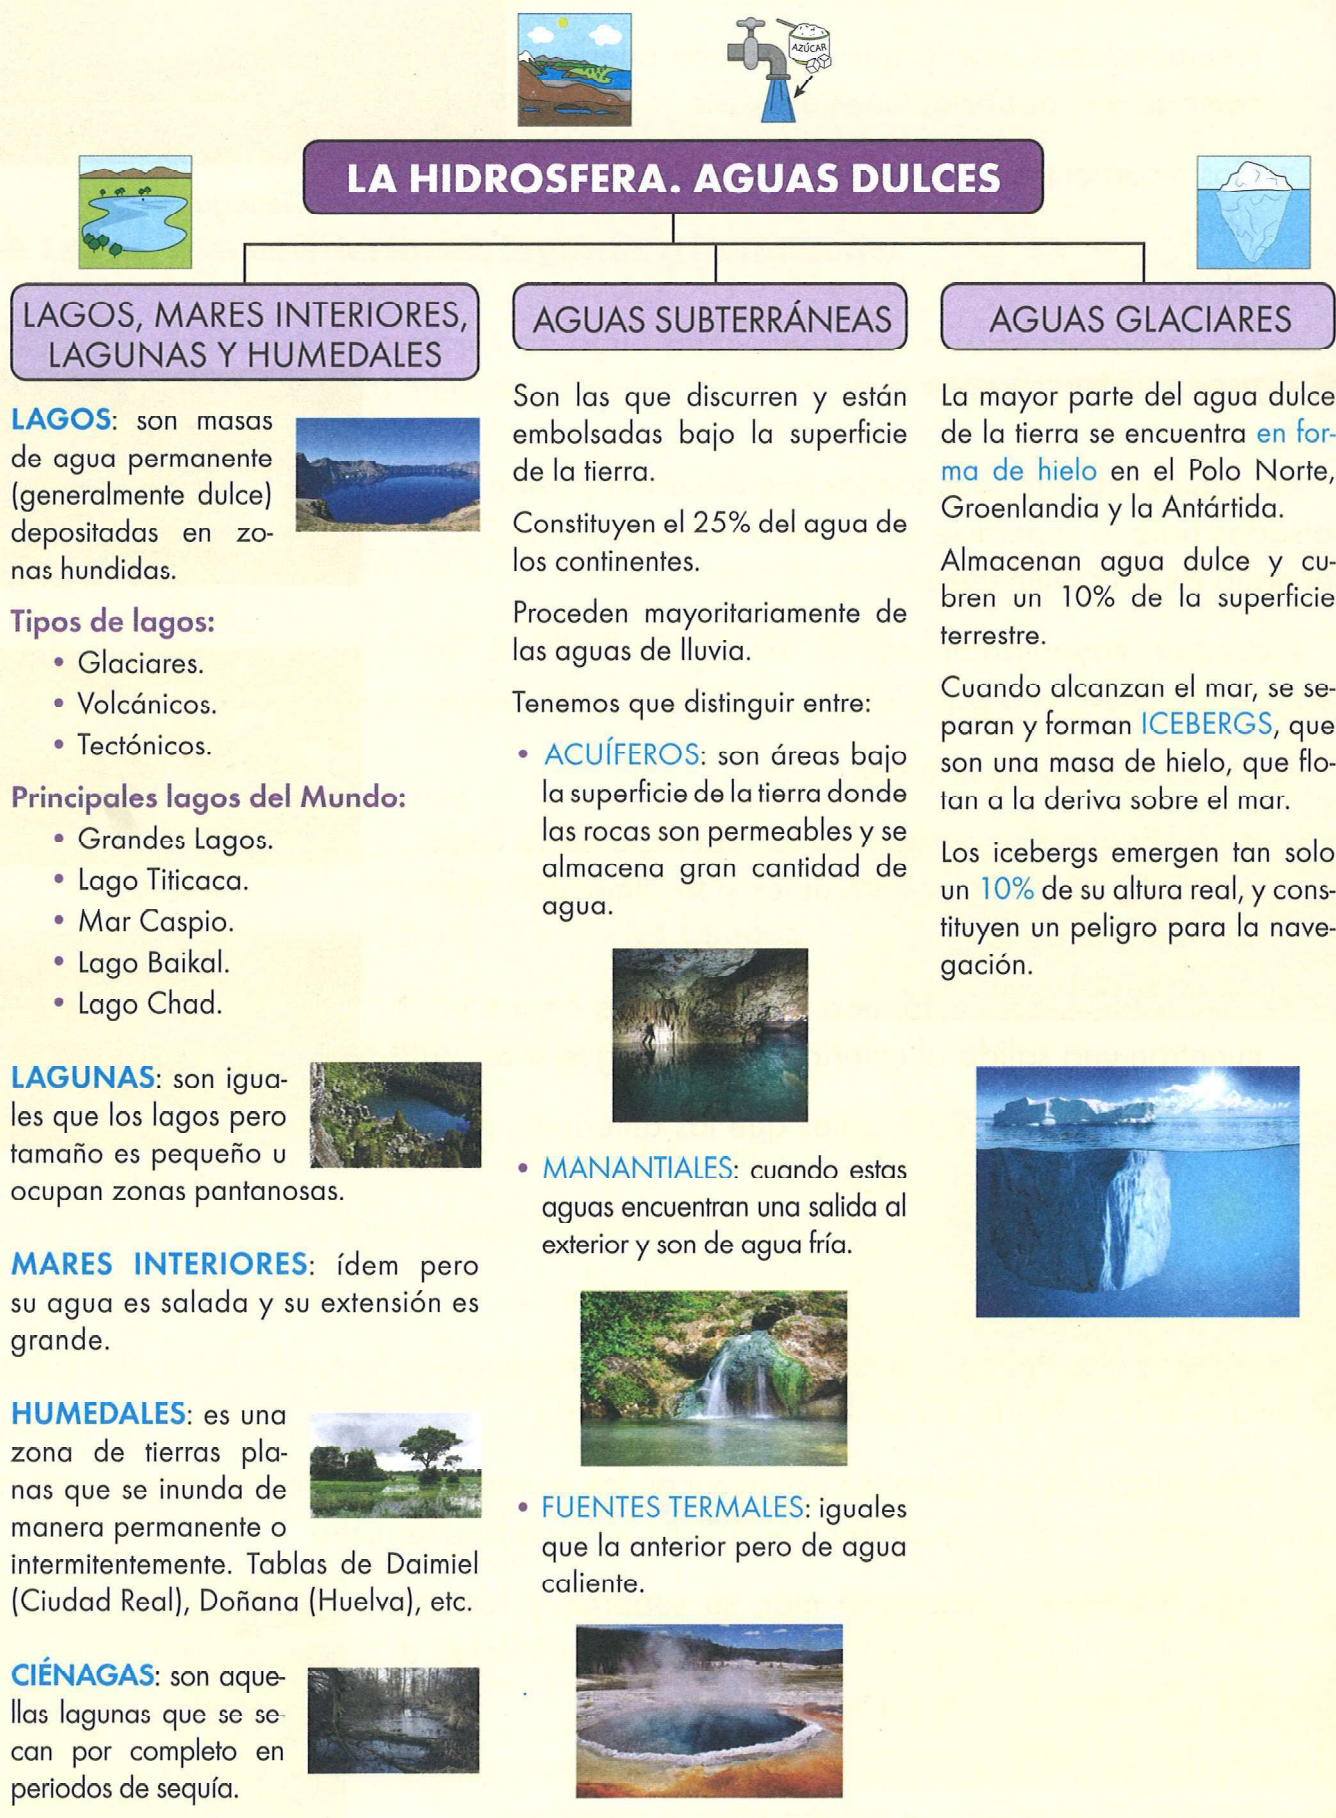 AZÚCAR
LA HIDROSFERA. AGUAS DULCES
LAGOS, MARES INTERIORES,
LAGUNAS Y HUMEDALES
LAGOS: son masas
de agua permanente
(generalmente dulce)
depositadas en zo-
nas hundidas.
Tipos de lagos:
• Glaciares.
• Volcánicos.
• Tectónicos.
Principales lagos del Mundo:
• Grandes Lagos.
• Lago Titicaca.
• Mar Caspio.
• Lago Baikal.
• Lago Chad.
LAGUNAS: son igua-
les que los lagos pero
tamaño es pequeño u
ocupan zonas pantanosas.
MARES INTERIORES: ídem pero
su agua es salada y su extensión es
grande.
HUMEDALES: es una
zona de tierras pla-
nas que se inunda de
manera permanente o
intermitentemente. Tablas de Daimiel
(Ciudad Real), Doñana (Huelva), etc.
CIÉNAGAS: son aque-
llas lagunas que se se-
can por completo en
periodos de sequía.
AGUAS SUBTERRÁNEAS
Son las que discurren y están
embolsadas bajo la superficie
de la tierra.
Constituyen el 25% del agua de
los continentes.
Proceden mayoritariamente de
las aguas de lluvia.
Tenemos que distinguir entre:
• ACUÍFEROS: son áreas bajo
la superficie de la tierra donde
las rocas son permeables y se
almacena gran cantidad de
agua.
• MANANTIALES: cuando estas
aguas encuentran una salida al
exterior y son de agua fría.
• FUENTES TERMALES: iguales
que la anterior pero de agua
caliente.
AGUAS GLACIARES
La mayor parte del agua dulce
de la tierra se encuentra en for-
ma de hielo en el Polo Norte,
Groenlandia y la Antártida.
Almacenan agua dulce y cu-
bren un 10% de la superficie
terrestre.
Cuando alcanzan el mar, se se-
paran y forman ICEBERGS, que
son una masa de hielo, que flo-
tan a la deriva sobre el mar.
Los icebergs emergen tan solo
un 10% de su altura real, y cons-
tituyen un peligro para la nave-
gación.